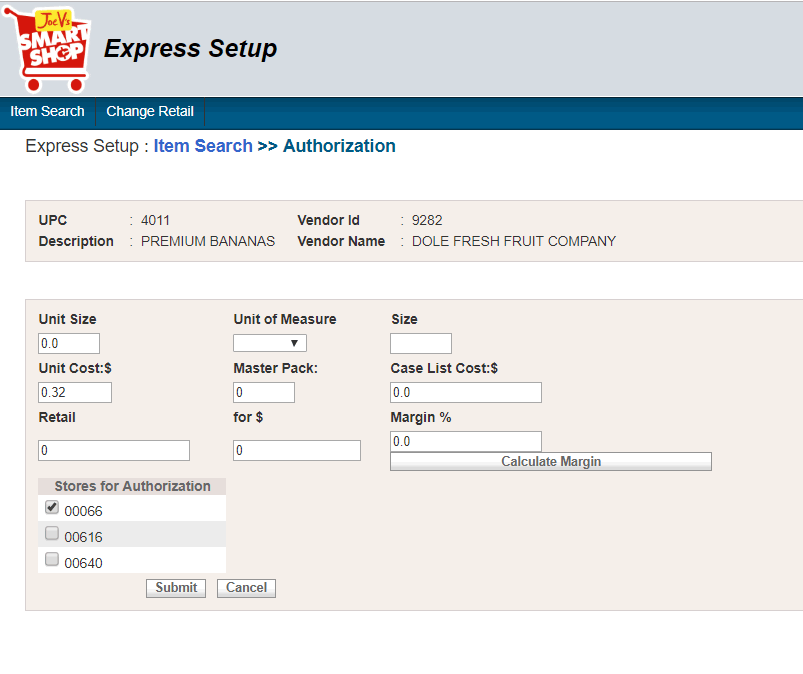 JoeV's
SMART
SHOP
Express Setup
Item Search Change Retail
Express Setup : Item Search >> Authorization
UPC : 4011 Vendor Id : 9282
Description : PREMIUM BANANAS Vendor Name : DOLE FRESH FRUIT COMPANY
Unit Size Unit of Measure Size
0.0
Unit Cost:$ Master Pack: Case List Cost:$
0.32 0 0.0
Retail for $ Margin %
0 0 0.0
Calculate Margin
Stores for Authorization
00066
00616
00640
Submit Cancel